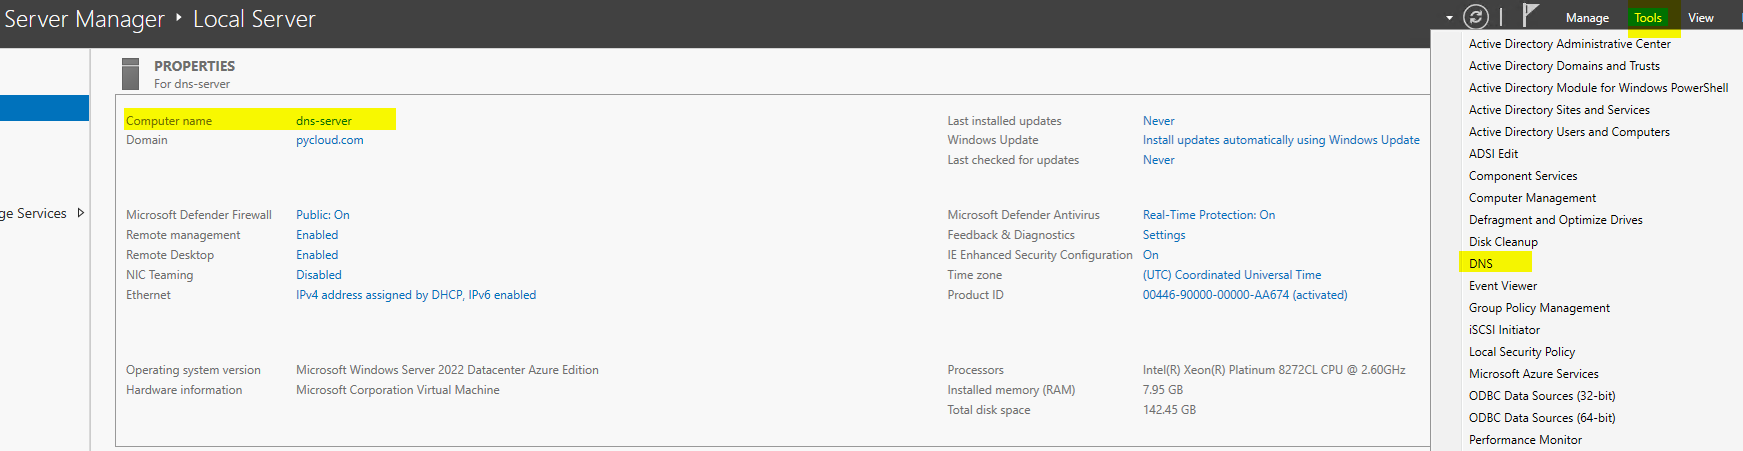 Server Manager ‣ Local Server
Manage Tools View
PROPERTIES
For dns-server
Computer name dns-server
Domain pycloud.com
Last installed updates Never
Windows Update Install updates automatically using Windows Update
Last checked for updates Never
ge Services
Microsoft Defender Firewall Public: On
Remote management Enabled
Remote Desktop Enabled
NIC Teaming Disabled
Ethernet IPv4 address assigned by DHCP, IPv6 enabled
Microsoft Defender Antivirus Real-Time Protection: On
Feedback & Diagnostics Settings
IE Enhanced Security Configuration On
Time zone (UTC) Coordinated Universal Time
Product ID 00446-90000-00000-AA674 (activated)
Operating system version Microsoft Windows Server 2022 Datacenter Azure Edition
Hardware information Microsoft Corporation Virtual Machine
Processors Intel(R) Xeon(R) Platinum 8272CL CPU @ 2.60GHz
Installed memory (RAM) 7.95 GB
Total disk space 142.45 GB
Active Directory Administrative Center
Active Directory Domains and Trusts
Active Directory Module for Windows PowerShell
Active Directory Sites and Services
Active Directory Users and Computers
ADSI Edit
Component Services
Computer Management
Defragment and Optimize Drives
Disk Cleanup
DNS
Event Viewer
Group Policy Management
iSCSI Initiator
Local Security Policy
Microsoft Azure Services
ODBC Data Sources (32-bit)
ODBC Data Sources (64-bit)
Performance Monitor